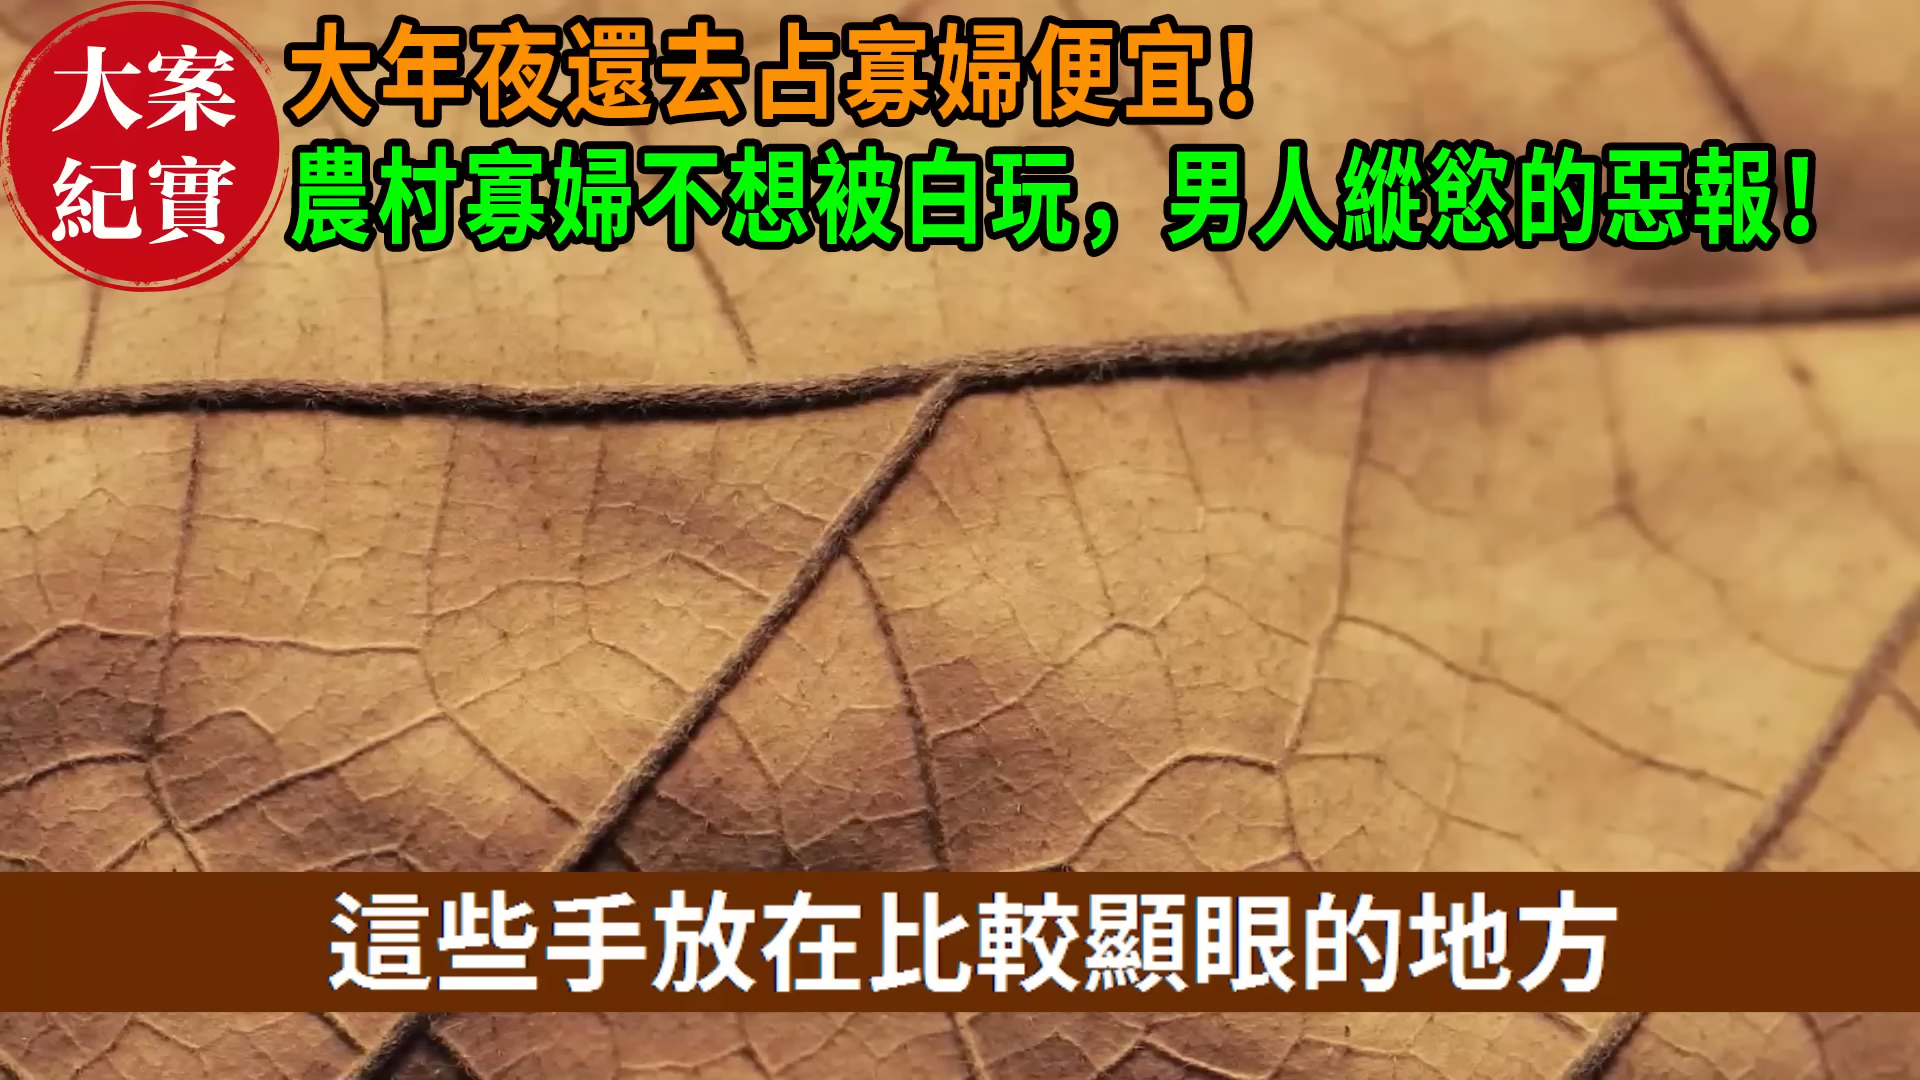 大案
紀實
大年夜還去占寡婦便宜！
農村寡婦不想被白玩，男人縱慾的惡報！
這些手放在比較顯眼的地方